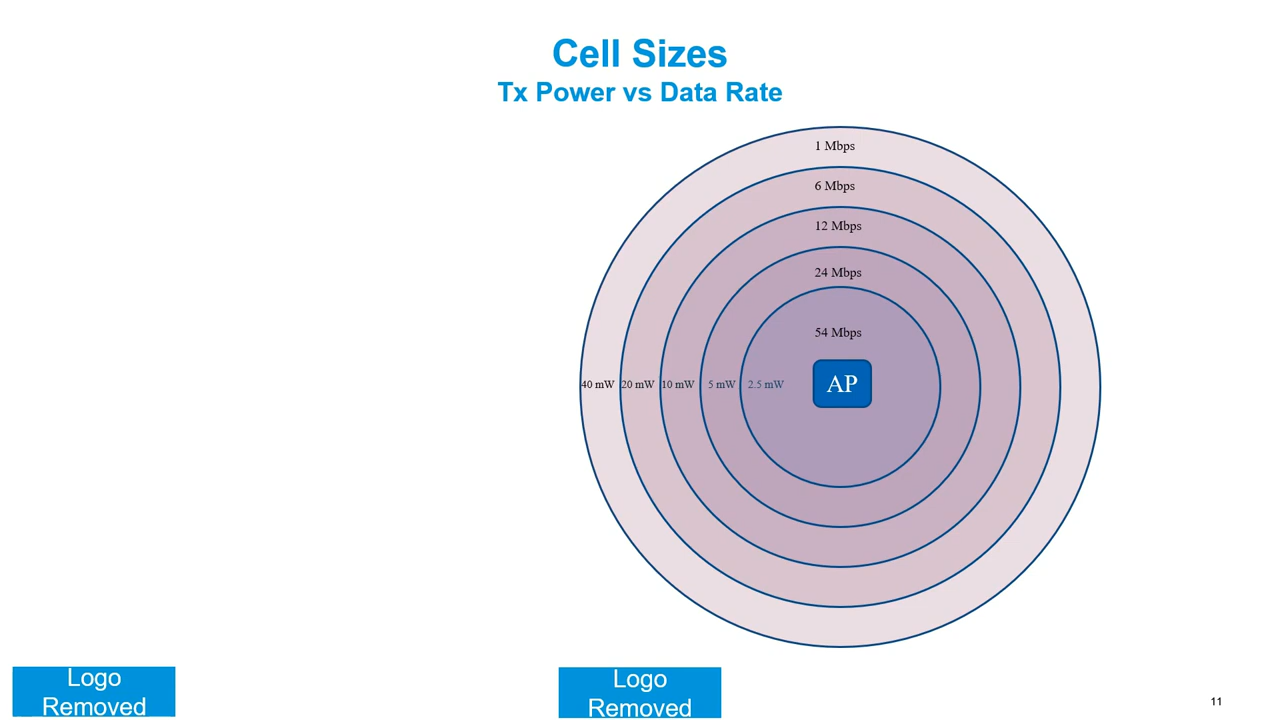 Cell Sizes
Tx Power vs Data Rate
1 Mbps
6 Mbps
12 Mbps
24 Mbps
54 Mbps
40 mW
20 mW
10 mW
5 mW
2.5 mW
AP
Logo
Removed
Logo
Removed
11